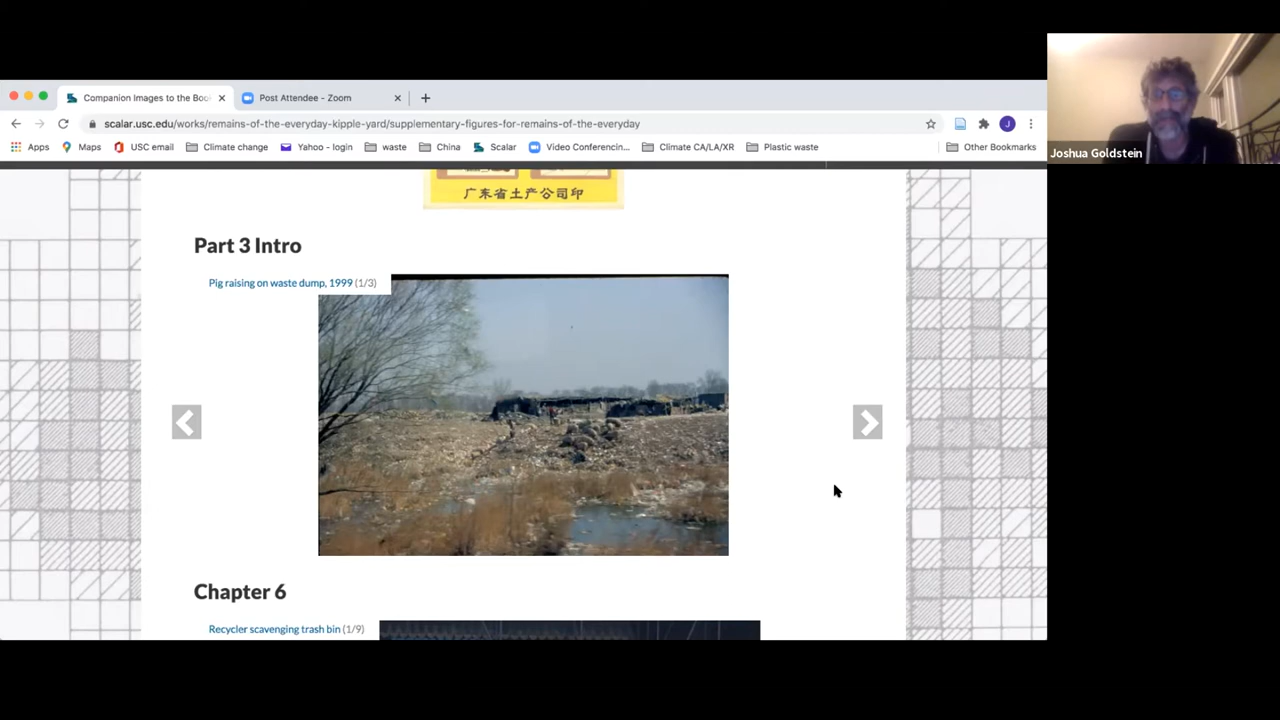 Companion Images to the Boo
Post Attendee - Zoom
scalar.usc.edu/works/remains-of-the-everyday-kipple-yard/supplementary-figures-for-remains-of-the-everyday
J
Apps
Maps
USC email
Climate change
Yahoo - login
waste
China
Scalar
Video Conferencin...
Climate CA/LA/XR
Plastic waste
Other Bookmarks
Joshua Goldstein
广东省土产公司印
Part 3 Intro
Pig raising on waste dump, 1999 (1/3)
Chapter 6
Recycler scavenging trash bin (1/9)